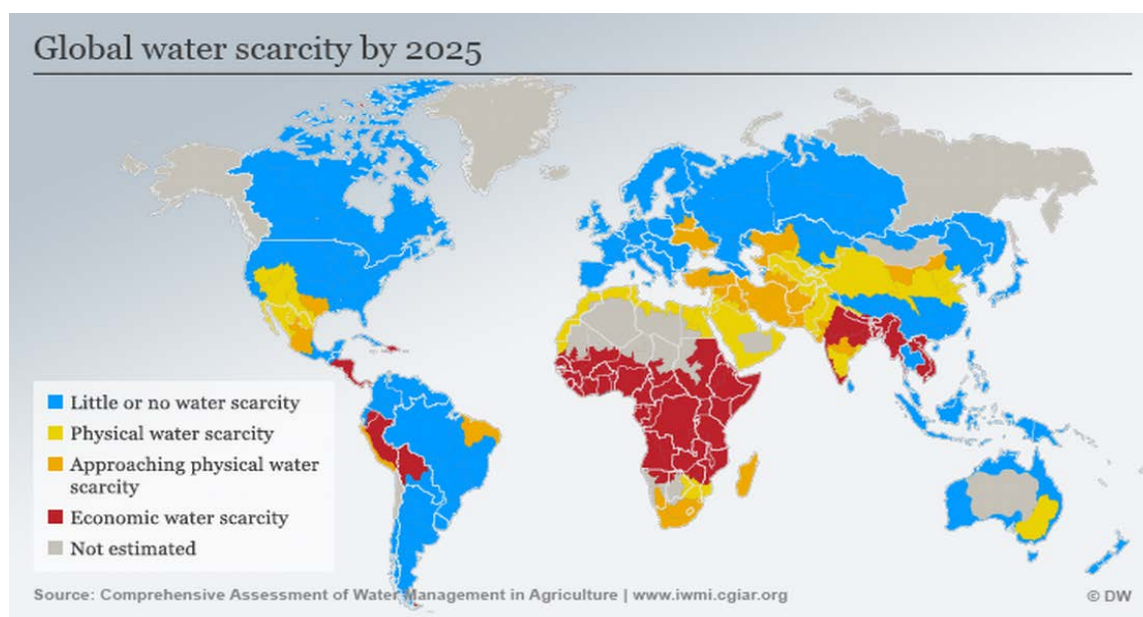 Global water scarcity by 2025
Little or no water scarcity
Physical water scarcity
Approaching physical water
scarcity
Economic water scarcity
Not estimated
Source: Comprehensive Assessment of Water Management in Agriculture | www.iwmi.cgiar.org
© DW